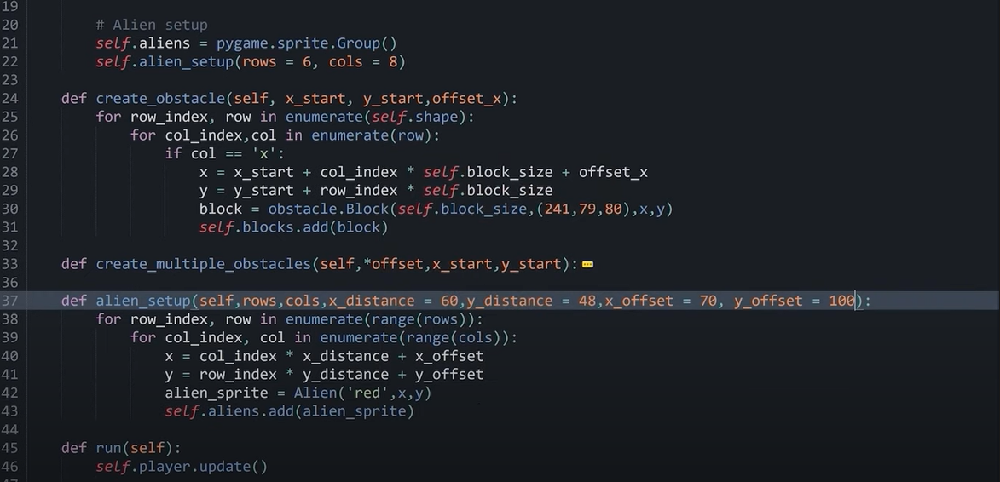 19
20 # Alien setup
21 self.aliens = pygame.sprite.Group()
22 self.alien_setup(rows = 6, cols = 8)
23
24 def create_obstacle(self, x_start, y_start,offset_x):
25 for row_index, row in enumerate(self.shape):
26 for col_index,col in enumerate(row):
27 if col == 'x':
28 x = x_start + col_index * self.block_size + offset_x
29 y = y_start + row_index * self.block_size
30 block = obstacle.Block(self.block_size,(241,79,80),x,y)
31 self.blocks.add(block)
32
33 def create_multiple_obstacles(self,*offset,x_start,y_start):
36
37 def alien_setup(self,rows,cols,x_distance = 60,y_distance = 48,x_offset = 70, y_offset = 100):
38 for row_index, row in enumerate(range(rows)):
39 for col_index, col in enumerate(range(cols)):
40 x = col_index * x_distance + x_offset
41 y = row_index * y_distance + y_offset
42 alien_sprite = Alien('red',x,y)
43 self.aliens.add(alien_sprite)
44
45 def run(self):
46 self.player.update()